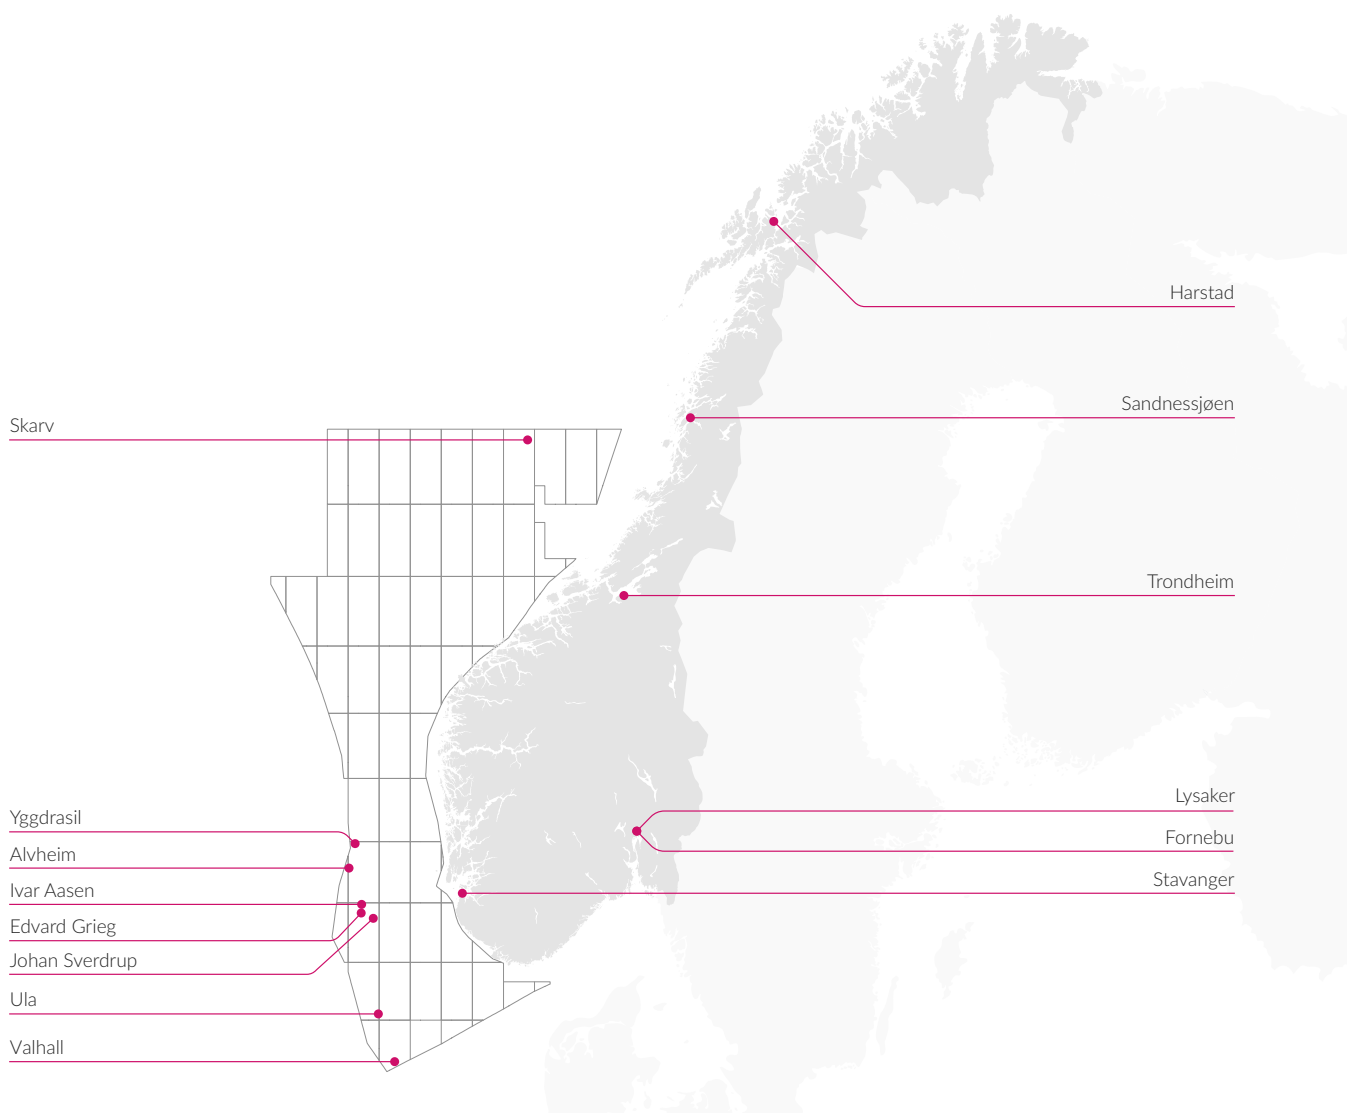 Harstad
Sandnessjøen
Skarv
Trondheim
Lysaker
Yggdrasil
Fornebu
Alvheim
Stavanger
Ivar Aasen
Edvard Grieg
Johan Sverdrup
Ula
Valhall